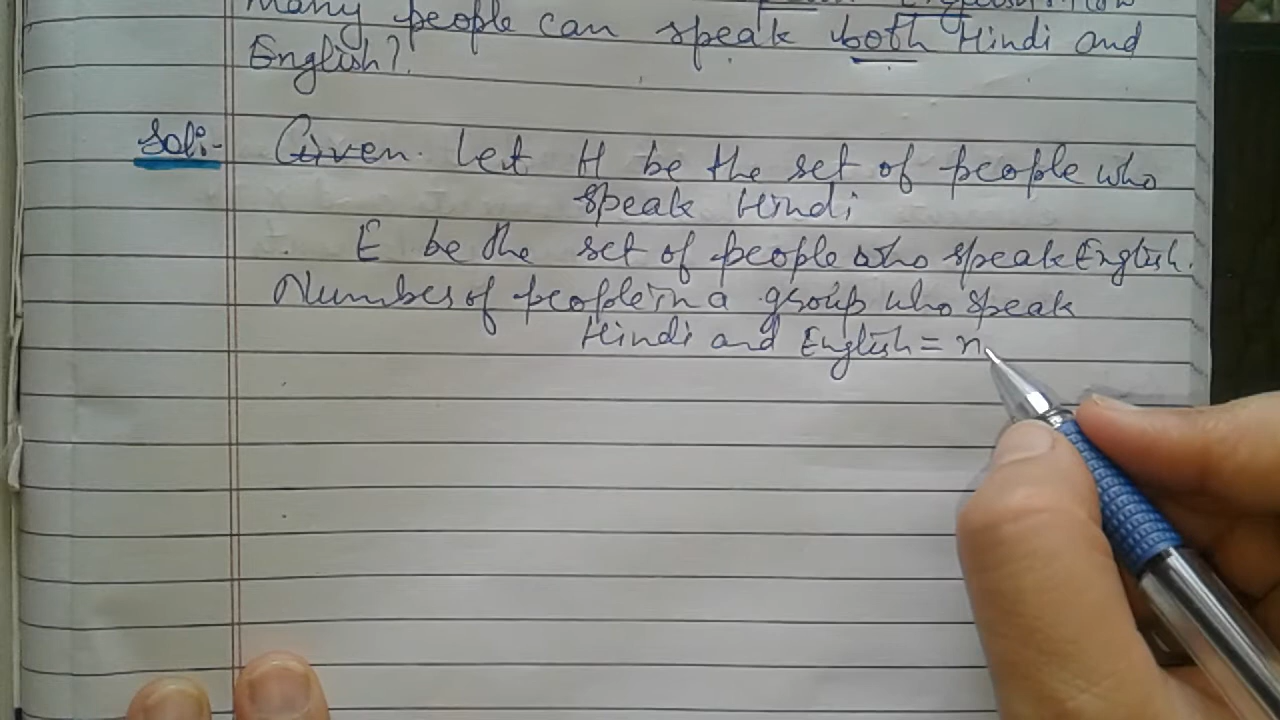 many people can speak both Hindi and
English?
Sol:- Given. Let H be the set of people who
speak Hindi
E be the set of people who speak English.
Number of people in a group who speak
Hindi and English = n